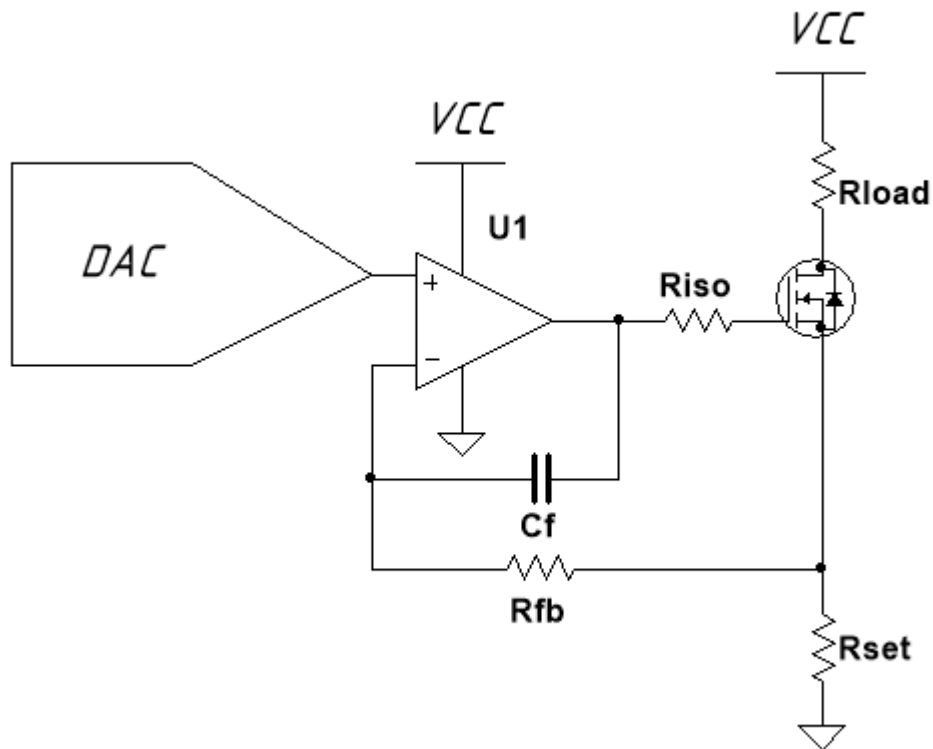 VCC
VCC
Rload
U1
DAC
+
Riso
−
Cf
Rfb
Rset